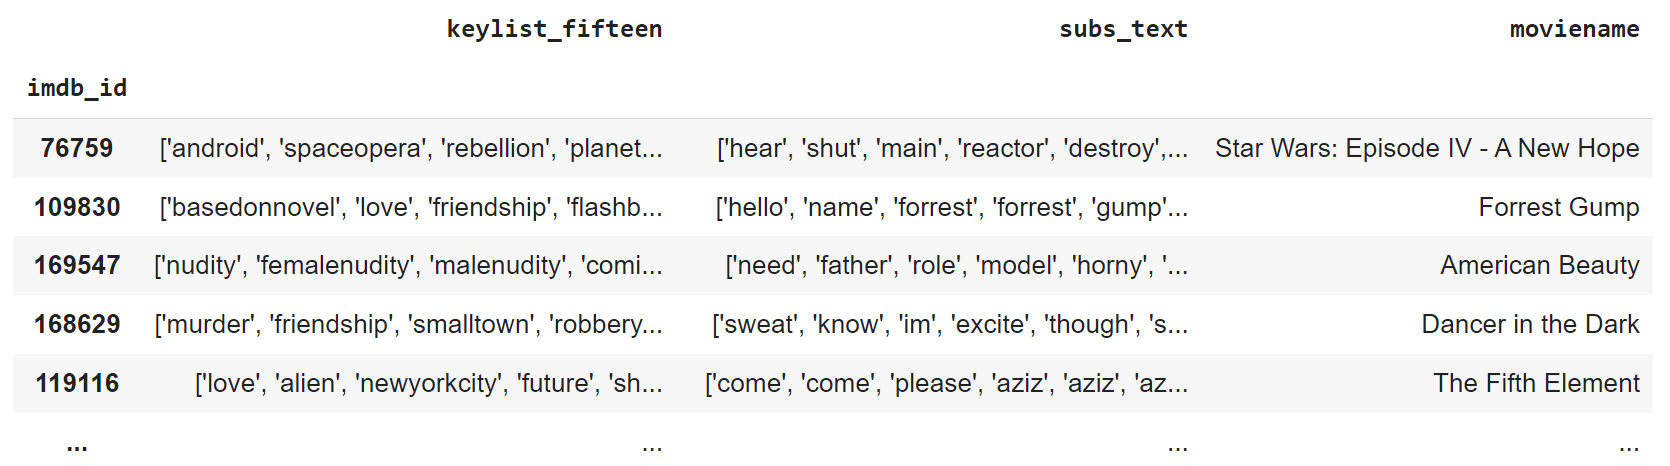 keylist_fifteen subs_text moviename
imdb_id
76759 ['android', 'spaceopera', 'rebellion', 'planet... ['hear', 'shut', 'main', 'reactor', 'destroy',... Star Wars: Episode IV - A New Hope
109830 ['basedonnovel', 'love', 'friendship', 'flashb... ['hello', 'name', 'forrest', 'forrest', 'gump'... Forrest Gump
169547 ['nudity', 'femalenudity', 'malenudity', 'comi... ['need', 'father', 'role', 'model', 'horny', '... American Beauty
168629 ['murder', 'friendship', 'smalltown', 'robbery... ['sweat', 'know', 'im', 'excite', 'though', 's... Dancer in the Dark
119116 ['love', 'alien', 'newyorkcity', 'future', 'sh... ['come', 'come', 'please', 'aziz', 'aziz', 'az... The Fifth Element
... ... ... ...